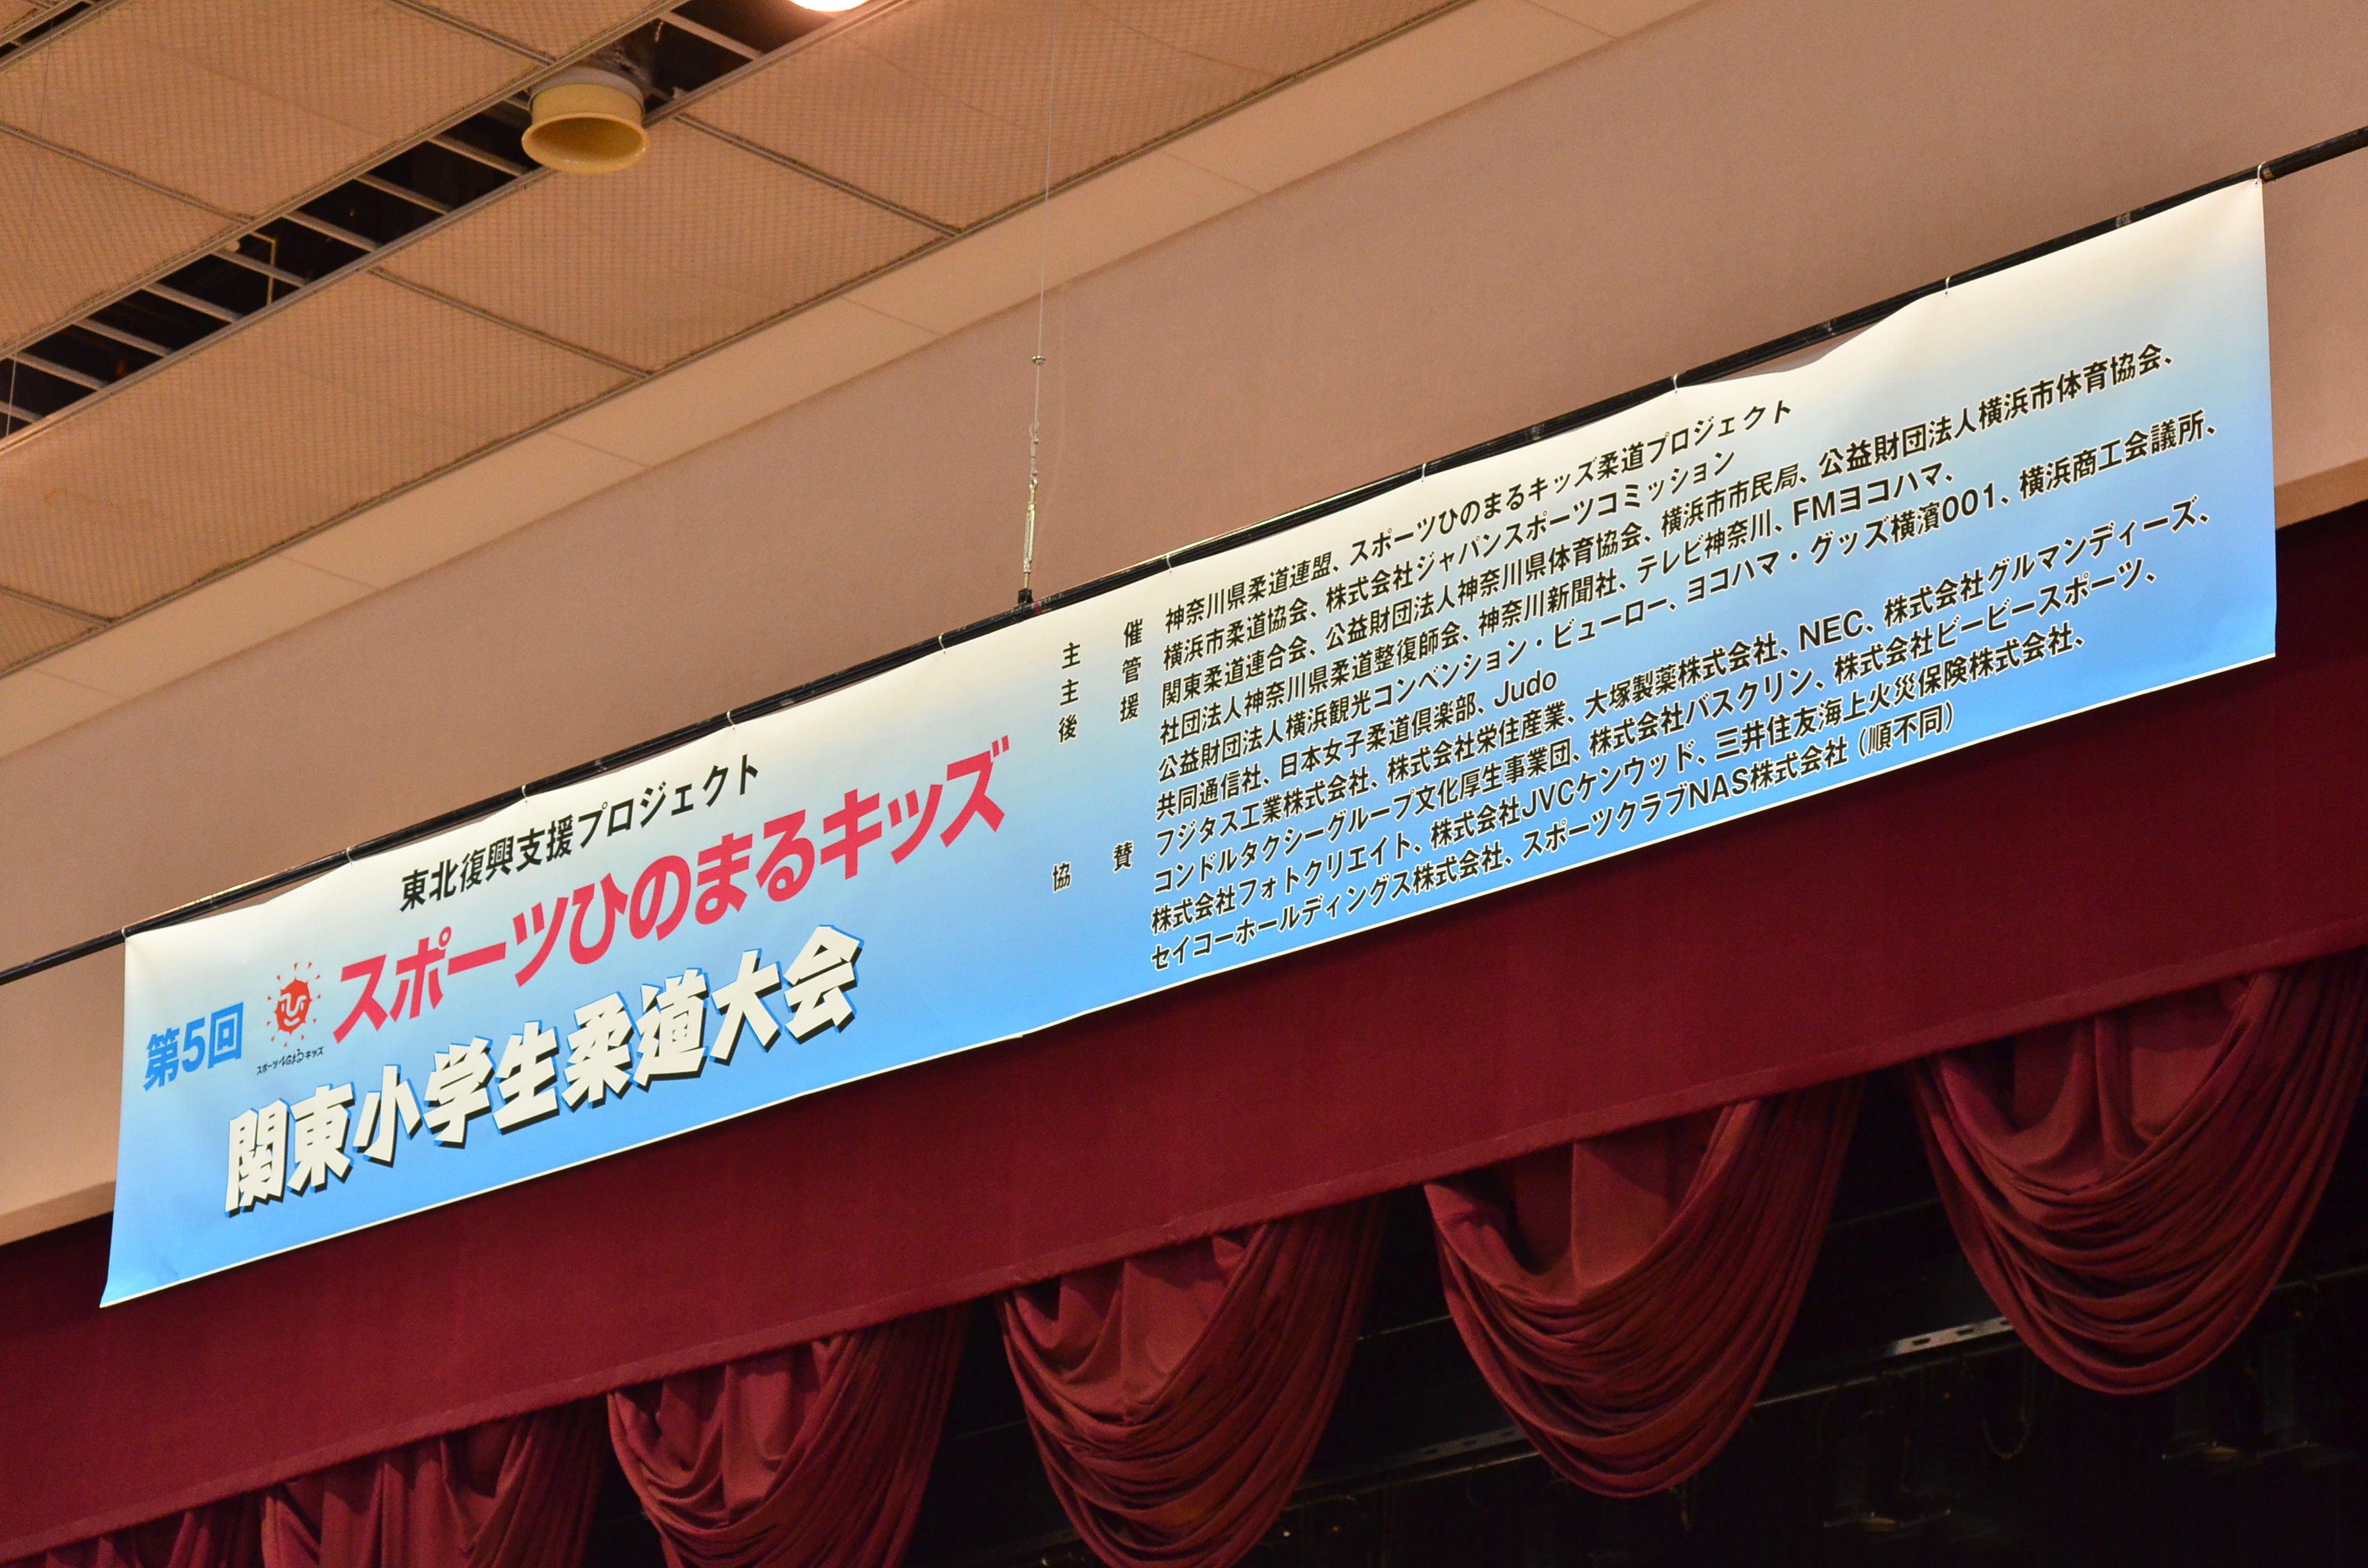 東北復興支援プロジェクト
第5回 スポーツひのまるキッズ
スポーツひのまるキッズ
関東小学生柔道大会
主催 神奈川県柔道連盟、スポーツひのまるキッズ柔道プロジェクト
主管 横浜市柔道協会、株式会社ジャパンスポーツコミッション
後援 関東柔道連合会、公益財団法人神奈川県体育協会、横浜市市民局、公益財団法人横浜市体育協会、
社団法人神奈川県柔道整復師会、神奈川新聞社、テレビ神奈川、FMヨコハマ、
公益財団法人横浜観光コンベンション・ビューロー、ヨコハマ・グッズ横濱001、横浜商工会議所、
共同通信社、日本女子柔道倶楽部、Judo
協賛 フジタス工業株式会社、株式会社栄住産業、大塚製薬株式会社、NEC、株式会社グルマンディーズ、
コンドルタクシーグループ文化厚生事業団、株式会社バスクリン、株式会社ビービースポーツ、
株式会社フォトクリエイト、株式会社JVCケンウッド、三井住友海上火災保険株式会社、
セイコーホールディングス株式会社、スポーツクラブNAS株式会社（順不同）